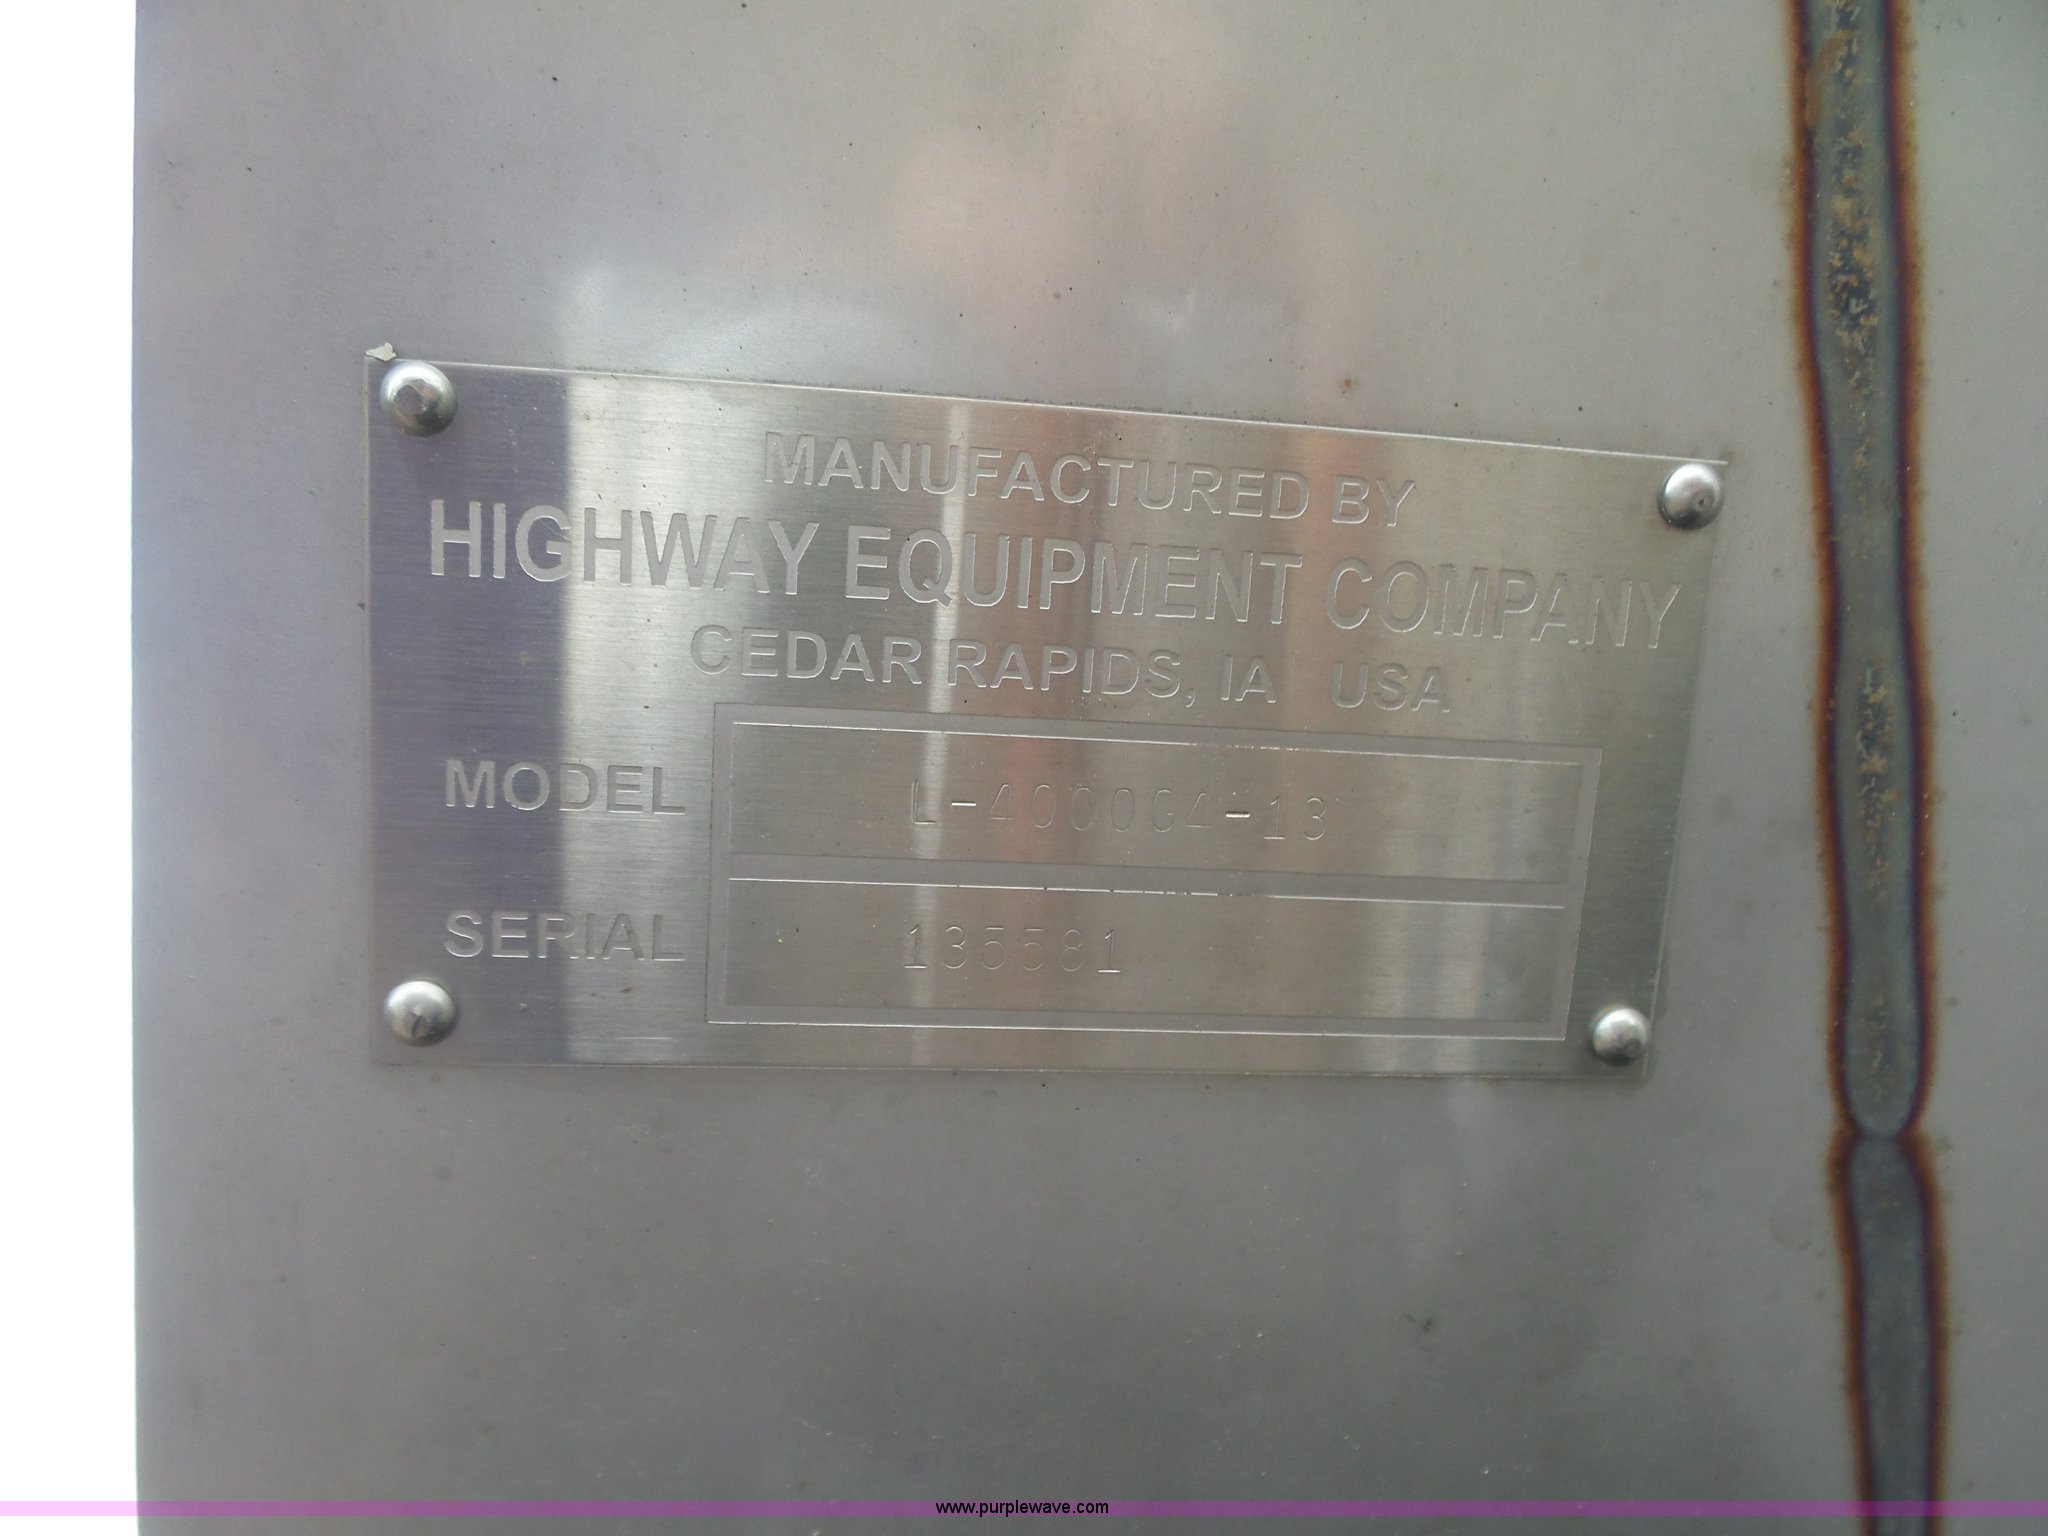 MANUFACTURED BY
HIGHWAY EQUIPMENT COMPANY
CEDAR RAPIDS, IA USA
MODEL L-4000G4-13
SERIAL 135581
www.purplewave.com